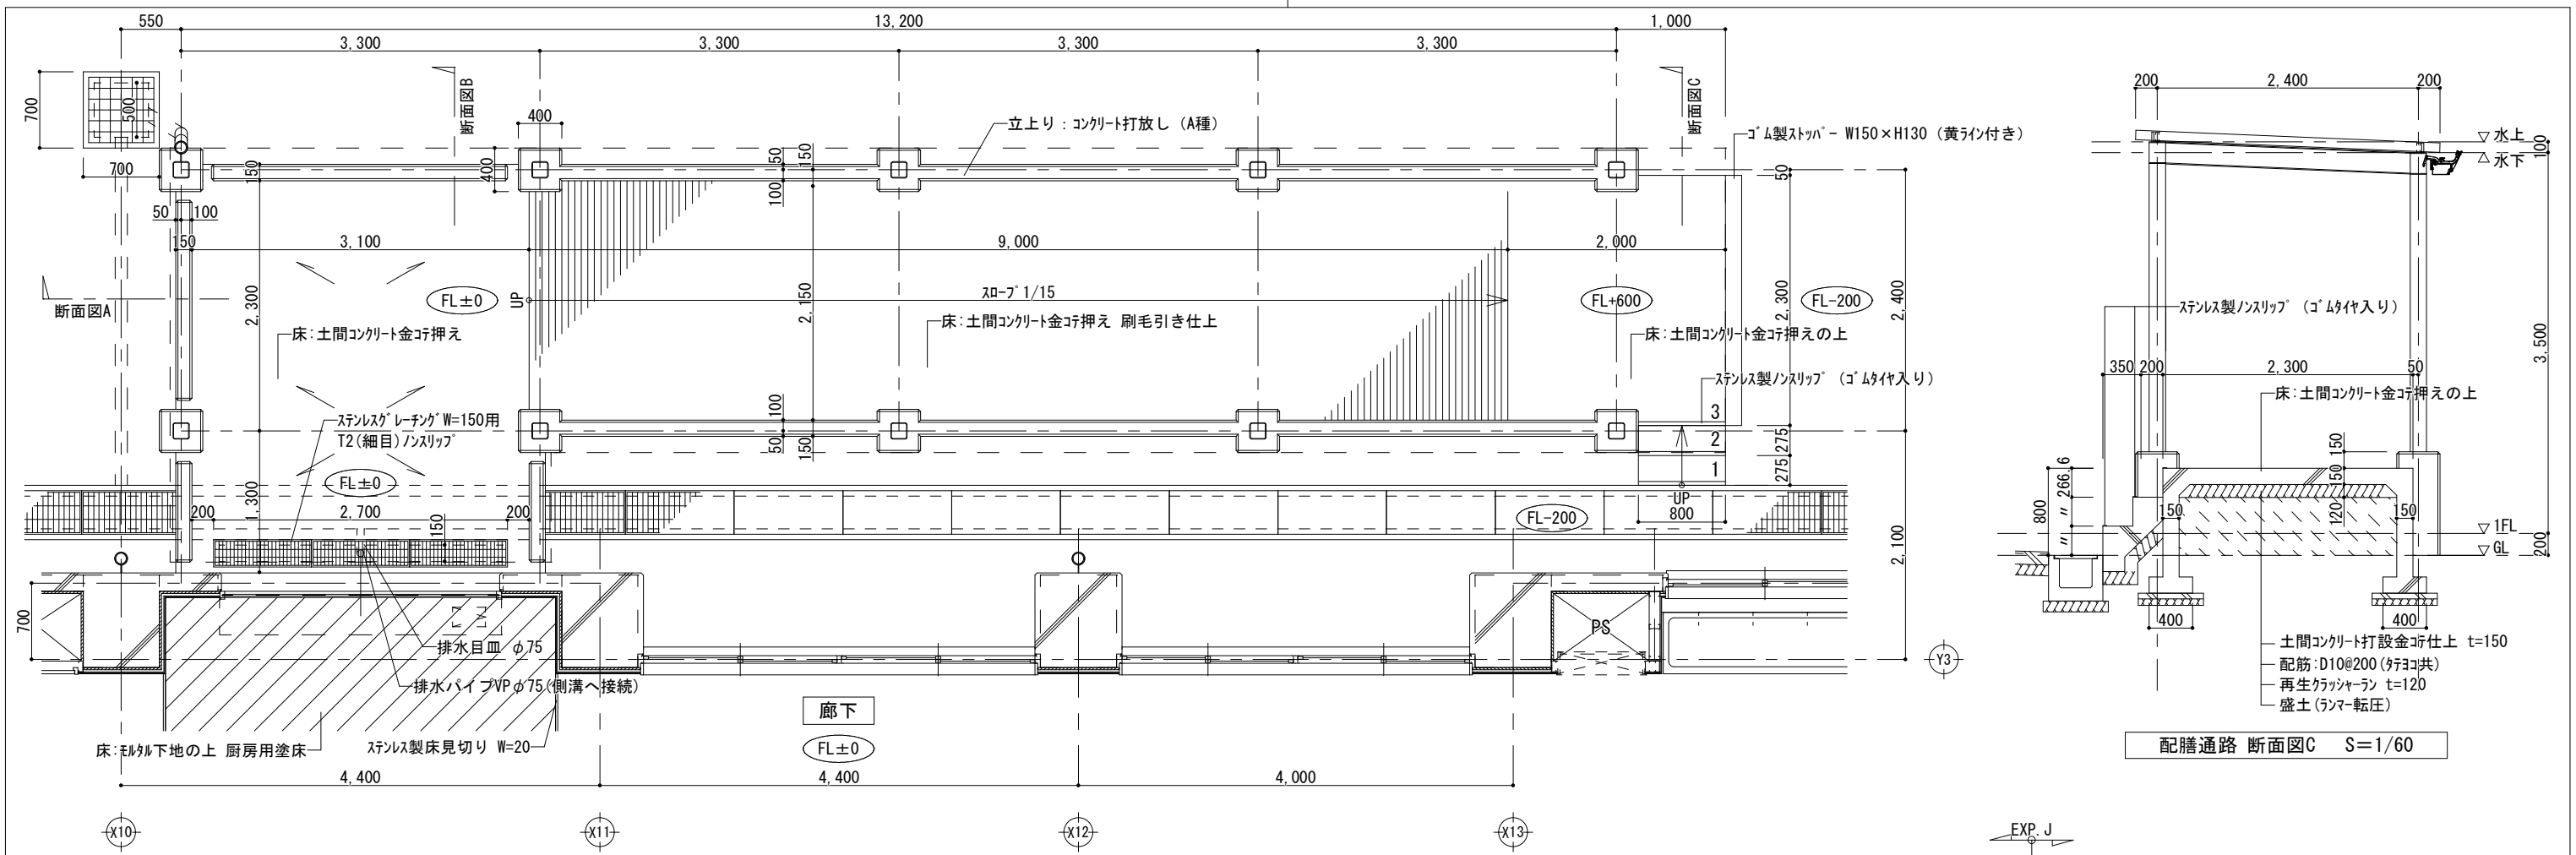 550
13,200
1,000
3,300
3,300
3,300
3,300
700
500
700
断面図B
400
400
150
立上り：コンクリート打放し（A種）
50
150
100
断面図C
ゴム製ストッパー W150×H130（黄ライン付き）
50
50
100
150
3,100
9,000
2,000
断面図A
2,300
FL±0
UP
スロープ1/15
2,150
FL+600
2,300
FL-200
2,400
床:土間コンクリート金コテ押え
床:土間コンクリート金コテ押え 刷毛引き仕上
床:土間コンクリート金コテ押えの上
ステンレス製ノンスリップ（ゴムタイヤ入り）
ステンレスグレーチングW=150用
T2(細目)ノンスリップ
100
50
150
3
2
1
275
275
FL±0
1,300
200
2,700
200
150
FL-200
UP
800
2,100
700
排水目皿 φ75
排水パイプVPφ75(側溝へ接続)
PS
Y3
廊下
FL±0
床:モルタル下地の上 厨房用塗床
ステンレス製床見切り W=20
4,400
4,400
4,000
X10
X11
X12
X13
200
2,400
200
水上
水下
100
ステンレス製ノンスリップ（ゴムタイヤ入り）
3,500
350
200
2,300
50
床:土間コンクリート金コテ押えの上
800
266.6
〃
〃
150
150
150
120
150
1FL
GL
200
400
400
土間コンクリート打設金コテ仕上 t=150
配筋:D10@200(タテヨコ共)
再生クラッシャーラン t=120
盛土(ランマー転圧)
配膳通路 断面図C S=1/60
EXP.J